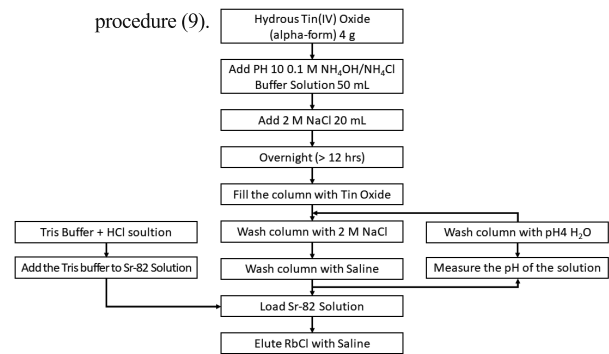 procedure (9).
Hydrous Tin(IV) Oxide
(alpha-form) 4 g
Add PH 10 0.1 M NH₄OH/NH₄Cl
Buffer Solution 50 mL
Add 2 M NaCl 20 mL
Overnight (> 12 hrs)
Fill the column with Tin Oxide
Tris Buffer + HCl soultion
Wash column with 2 M NaCl
Wash column with pH4 H₂O
Add the Tris buffer to Sr-82 Solution
Wash column with Saline
Measure the pH of the solution
Load Sr-82 Solution
Elute RbCl with Saline